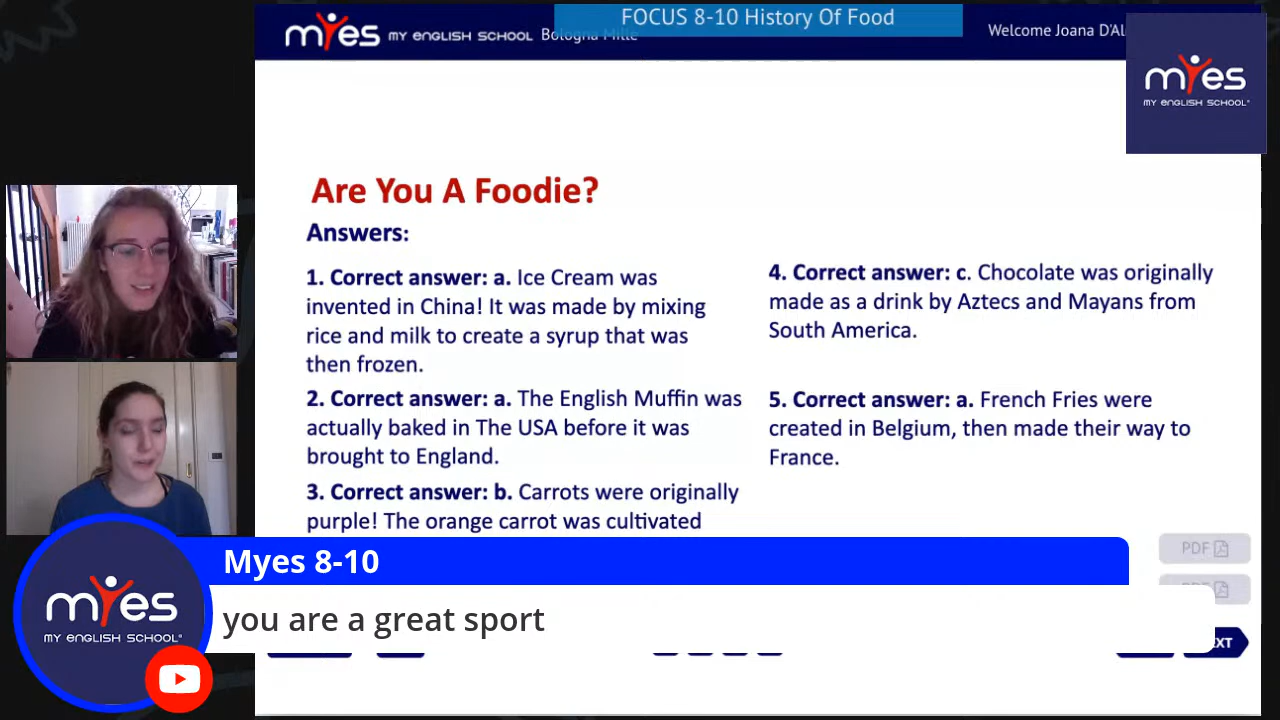 FOCUS 8-10 History Of Food
myes MY ENGLISH SCHOOL Bologna Mille
Welcome Joana D'Al
myes
MY ENGLISH SCHOOL
Are You A Foodie?
Answers:
1. Correct answer: a. Ice Cream was
invented in China! It was made by mixing
rice and milk to create a syrup that was
then frozen.
2. Correct answer: a. The English Muffin was
actually baked in The USA before it was
brought to England.
3. Correct answer: b. Carrots were originally
purple! The orange carrot was cultivated
4. Correct answer: c. Chocolate was originally
made as a drink by Aztecs and Mayans from
South America.
5. Correct answer: a. French Fries were
created in Belgium, then made their way to
France.
PDF
Myes 8-10
you are a great sport
myes
MY ENGLISH SCHOOL